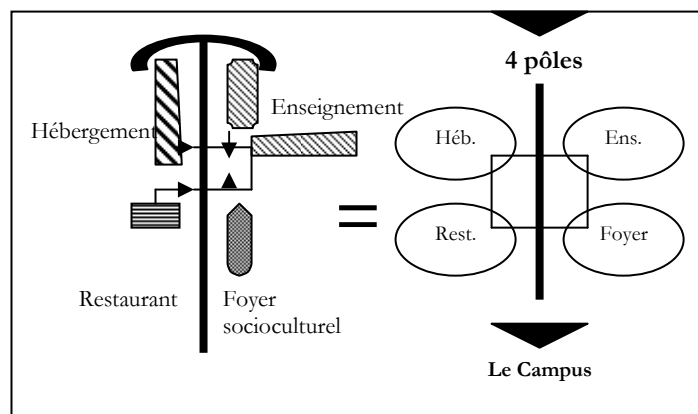 4 pôles
Enseignement
Hébergement
Héb.
Ens.
=
Rest.
Foyer
Restaurant
Foyer
socioculturel
Le Campus